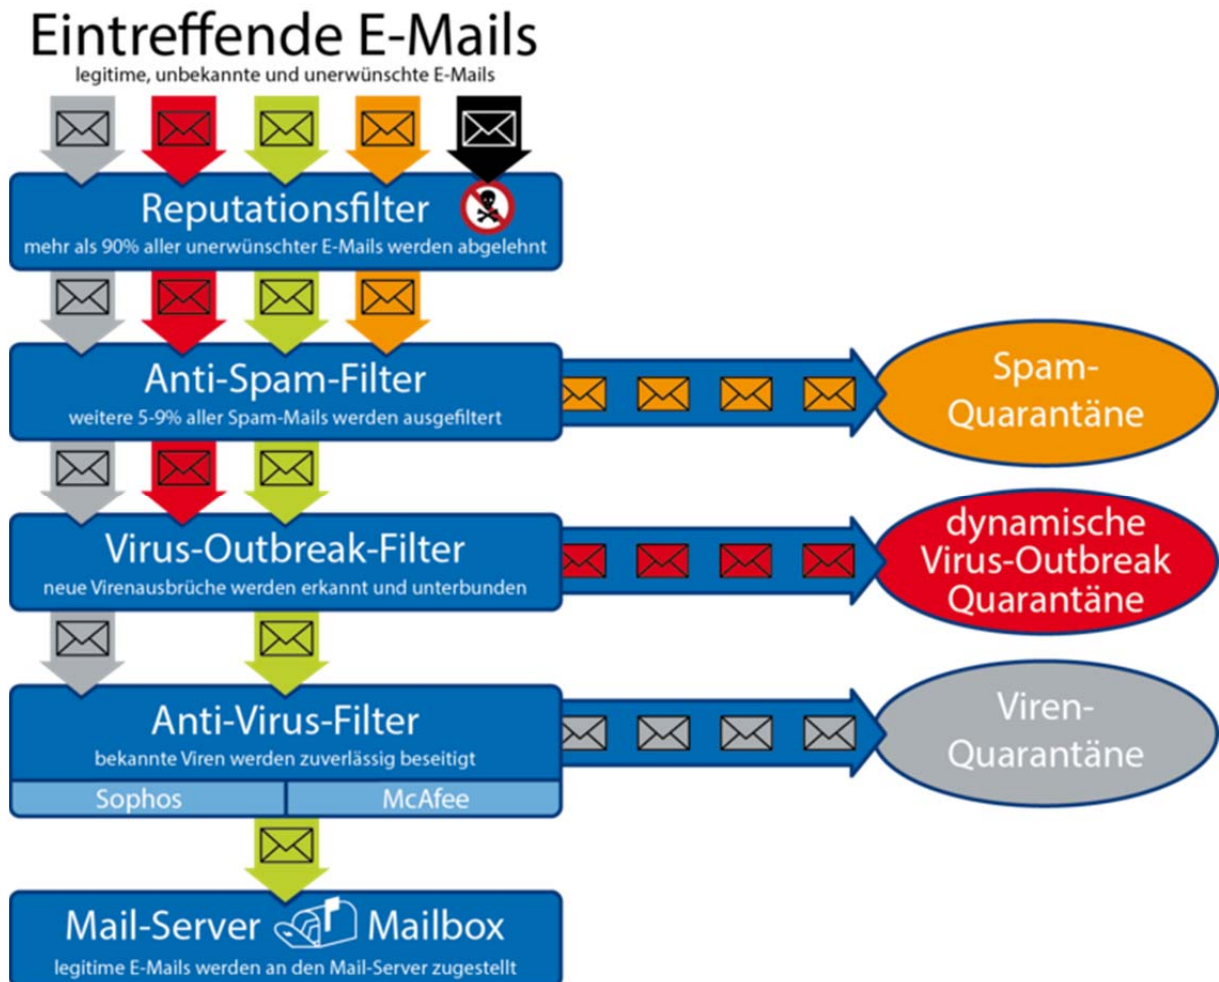 Eintreffende E-Mails
legitime, unbekannte und unerwünschte E-Mails
Reputationsfilter
mehr als 90% aller unerwünschter E-Mails werden abgelehnt
Anti-Spam-Filter
weitere 5-9% aller Spam-Mails werden ausgefiltert
Spam-
Quarantäne
Virus-Outbreak-Filter
neue Virenausbrüche werden erkannt und unterbunden
dynamische
Virus-Outbreak
Quarantäne
Anti-Virus-Filter
bekannte Viren werden zuverlässig beseitigt
Sophos
McAfee
Viren-
Quarantäne
Mail-Server Mailbox
legitime E-Mails werden an den Mail-Server zugestellt